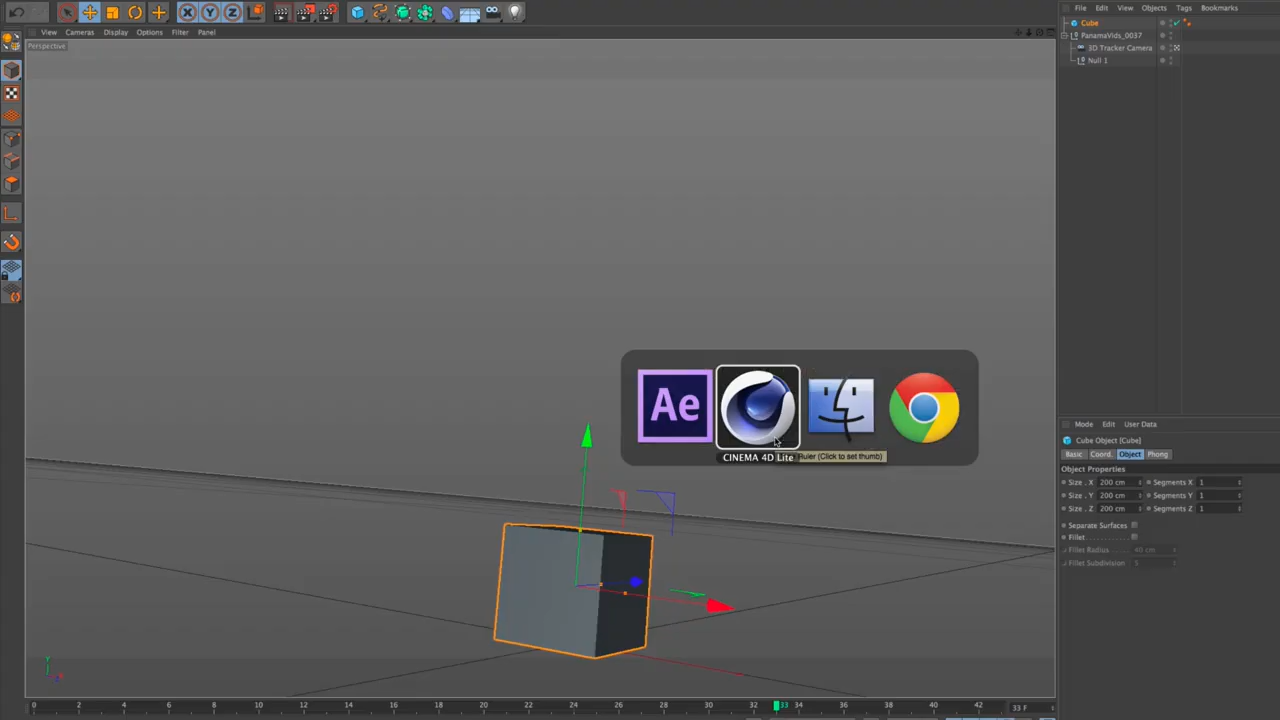 File Edit View Objects Tags Bookmarks
View Cameras Display Options Filter Panel
Perspective
Cube
PanamaVids_0037
3D Tracker Camera
Null 1
Ae
CINEMA 4D Lite
Ruler (Click to set thumb)
Mode Edit User Data
Cube Object [Cube]
Basic Coord. Object Phong
Object Properties
Size . X 200 cm Segments X 1
Size . Y 200 cm Segments Y 1
Size . Z 200 cm Segments Z 1
Separate Surfaces
Fillet
Fillet Radius 40 cm
Fillet Subdivision 5
Y
X
0 2 4 6 8 10 12 14 16 18 20 22 24 26 28 30 32 33 34 36 38 40 42
33 F